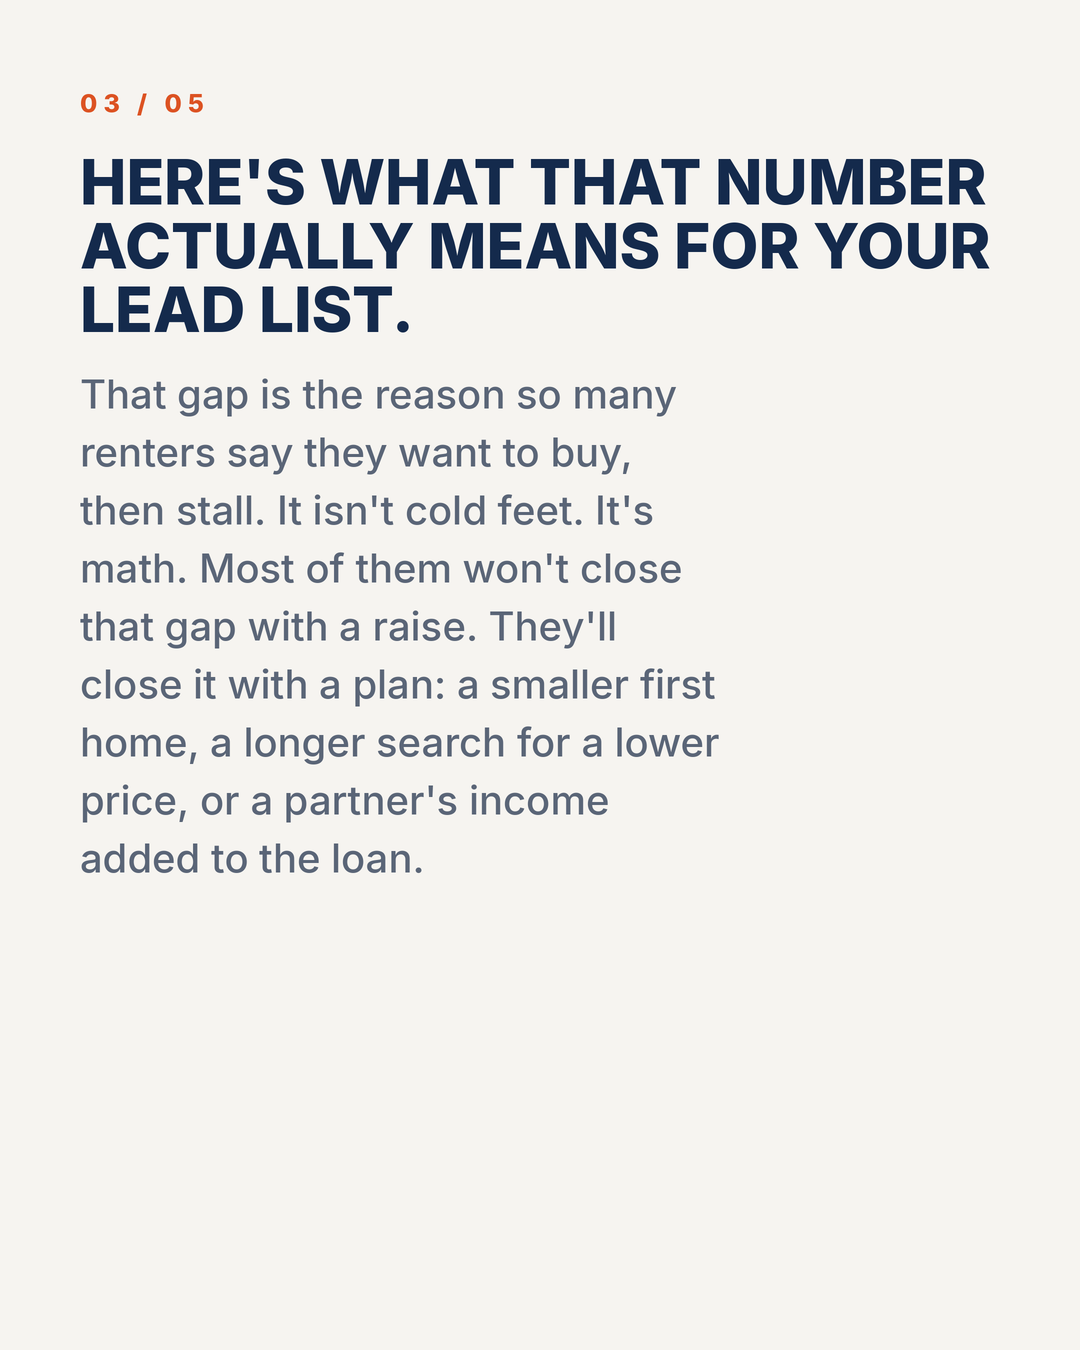 03 / 05
HERE'S WHAT THAT NUMBER
ACTUALLY MEANS FOR YOUR
LEAD LIST.
That gap is the reason so many
renters say they want to buy,
then stall. It isn't cold feet. It's
math. Most of them won't close
that gap with a raise. They'll
close it with a plan: a smaller first
home, a longer search for a lower
price, or a partner's income
added to the loan.